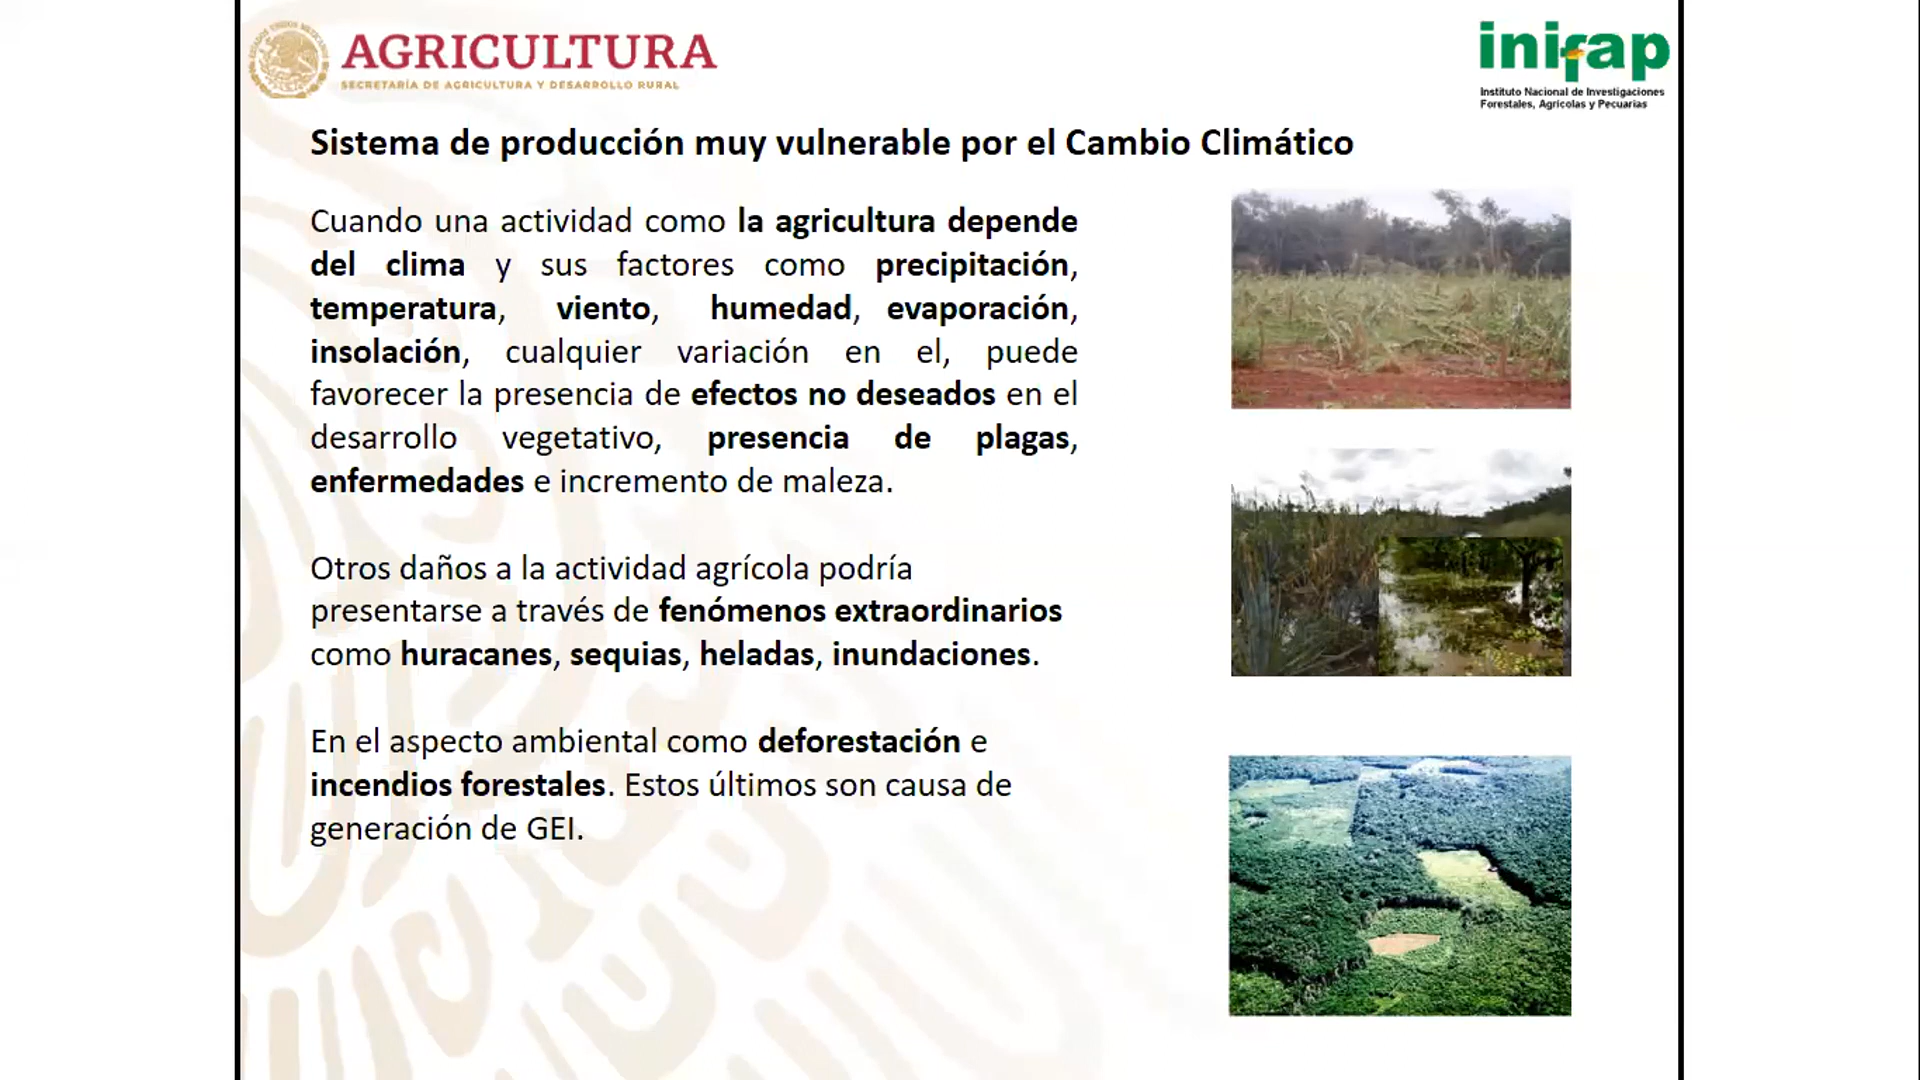 AGRICULTURA
SECRETARÍA DE AGRICULTURA Y DESARROLLO RURAL
inifap
Instituto Nacional de Investigaciones
Forestales, Agrícolas y Pecuarias
Sistema de producción muy vulnerable por el Cambio Climático
Cuando una actividad como la agricultura depende
del clima y sus factores como precipitación,
temperatura, viento, humedad, evaporación,
insolación, cualquier variación en el, puede
favorecer la presencia de efectos no deseados en el
desarrollo vegetativo, presencia de plagas,
enfermedades e incremento de maleza.
Otros daños a la actividad agrícola podría
presentarse a través de fenómenos extraordinarios
como huracanes, sequias, heladas, inundaciones.
En el aspecto ambiental como deforestación e
incendios forestales. Estos últimos son causa de
generación de GEI.